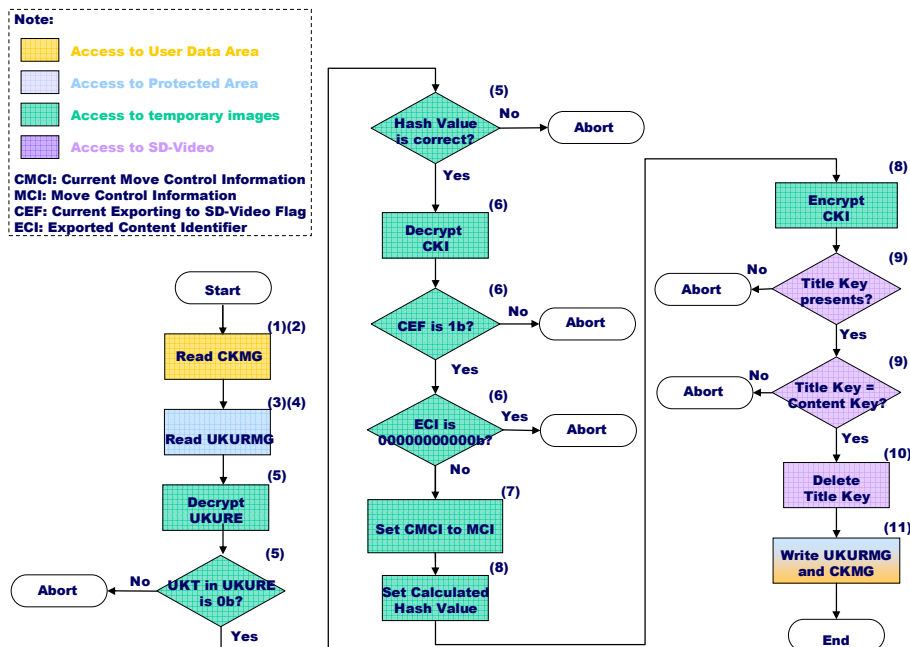 Note:
Access to User Data Area
Access to Protected Area
Access to temporary images
Access to SD-Video
CMCI: Current Move Control Information
MCI: Move Control Information
CEF: Current Exporting to SD-Video Flag
ECI: Exported Content Identifier
Start
(1)(2)
Read CKMG
(3)(4)
Read UKURMG
(5)
Decrypt
UKURE
(5)
UKT in UKURE
is 0b?
No
Abort
Yes
(5)
Hash Value
is correct?
No
Abort
Yes
(6)
Decrypt
CKI
(6)
CEF is 1b?
No
Abort
Yes
(6)
ECI is
00000000000b?
Yes
Abort
No
(7)
Set CMCI to MCI
(8)
Set Calculated
Hash Value
(8)
Encrypt
CKI
(9)
Title Key
presents?
No
Abort
Yes
(9)
Title Key =
Content Key?
No
Abort
Yes
(10)
Delete
Title Key
(11)
Write UKURMG
and CKMG
End